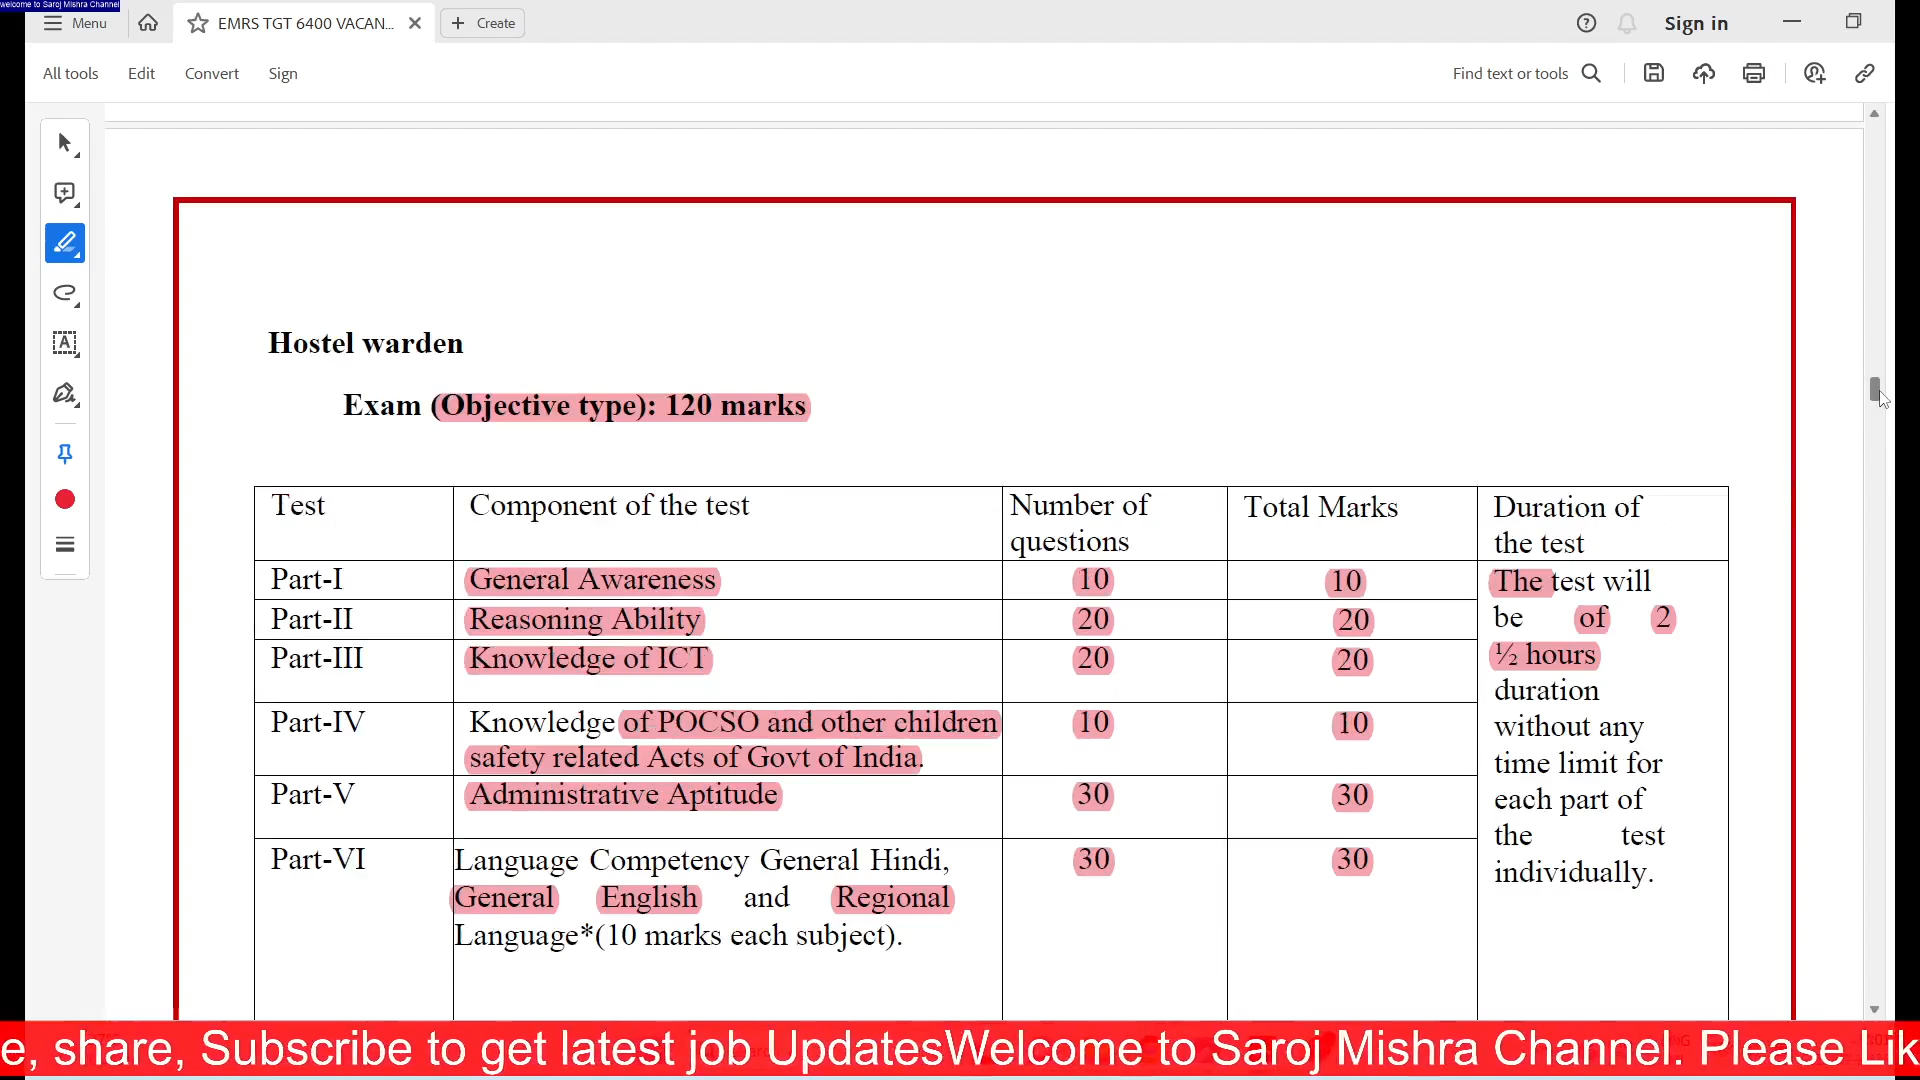 welcome to Saroj Mishra Channel
Menu
EMRS TGT 6400 VACAN...
Create
Sign in
All tools
Edit
Convert
Sign
Find text or tools
Hostel warden
Exam (Objective type): 120 marks
Test Component of the test Number of questions Total Marks Duration of the test
Part-I General Awareness 10 10
Part-II Reasoning Ability 20 20
Part-III Knowledge of ICT 20 20
Part-IV Knowledge of POCSO and other children
safety related Acts of Govt of India. 10 10
Part-V Administrative Aptitude 30 30
Part-VI Language Competency General Hindi,
General English and Regional
Language*(10 marks each subject). 30 30
The test will
be of 2
½ hours
duration
without any
time limit for
each part of
the test
individually.
e, share, Subscribe to get latest job UpdatesWelcome to Saroj Mishra Channel. Please Lik